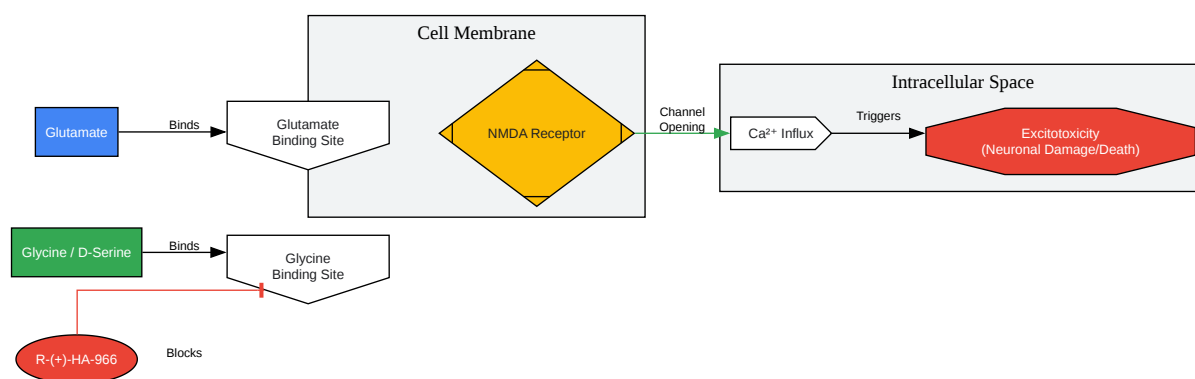 Cell Membrane
Intracellular Space
Glutamate
Binds
Glutamate
Binding Site
NMDA Receptor
Channel
Opening
Ca²⁺ Influx
Triggers
Excitotoxicity
(Neuronal Damage/Death)
Glycine / D-Serine
Binds
Glycine
Binding Site
R-(+)-HA-966
Blocks